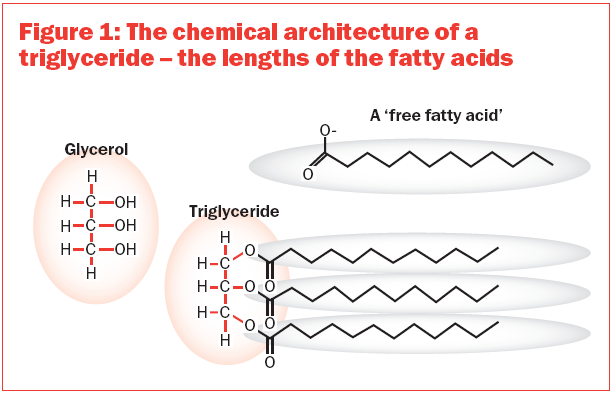 Figure 1: The chemical architecture of a
triglyceride – the lengths of the fatty acids
A ‘free fatty acid’
O-
O
Glycerol
H
H–C–OH
H–C–OH
H–C–OH
H
Triglyceride
H
H–C
O
O
H–C–O
O
H–C
O
H
O